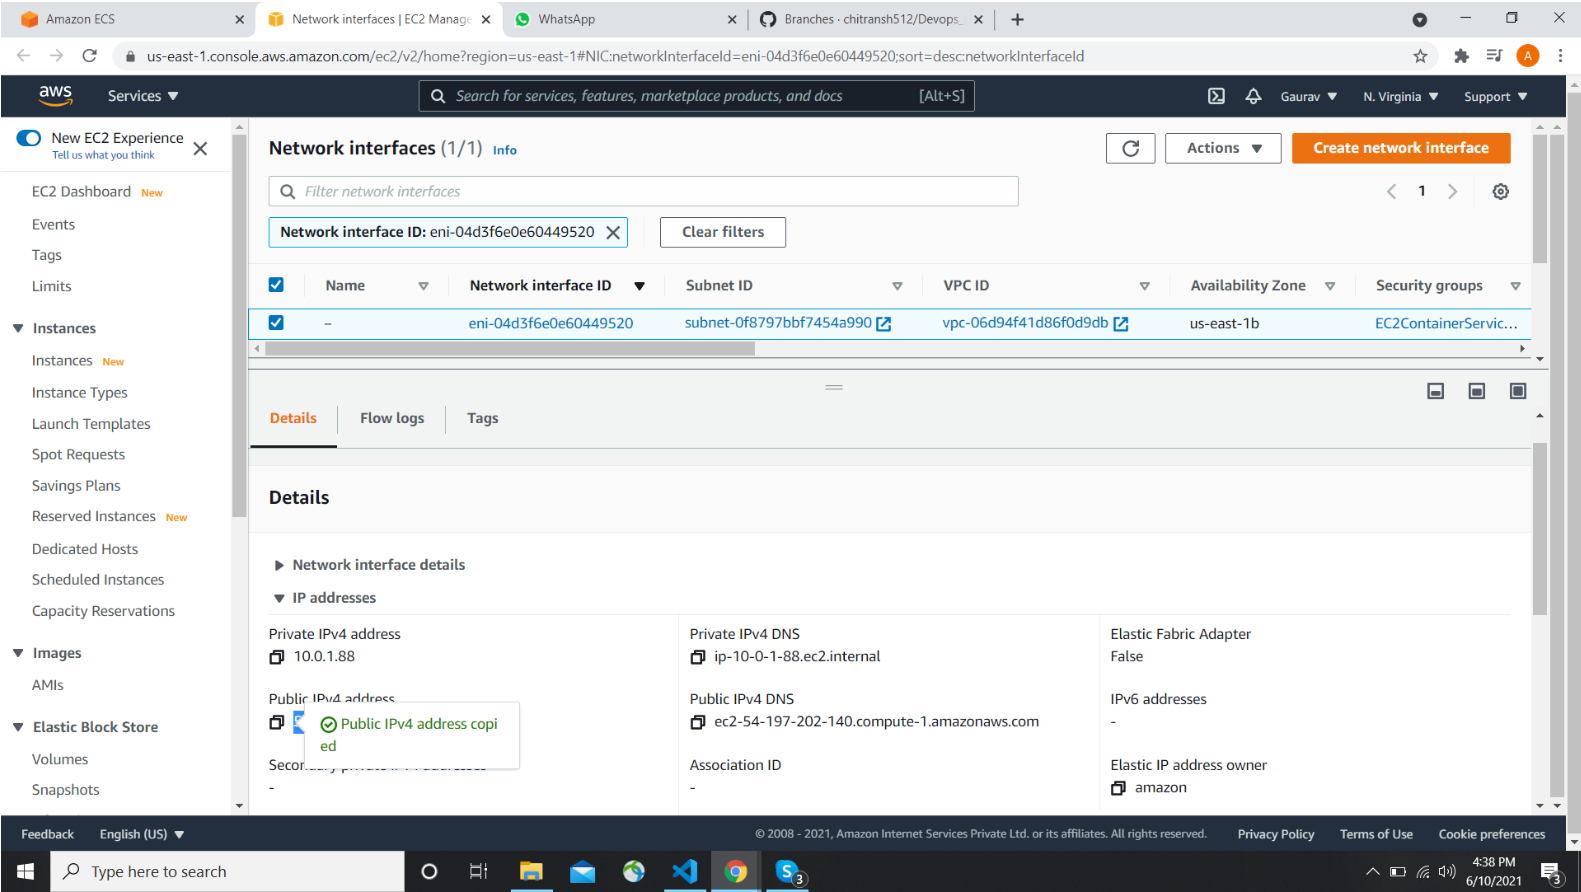 Amazon ECS
Network interfaces | EC2 Manage
WhatsApp
Branches · chitransh512/Devops_
us-east-1.console.aws.amazon.com/ec2/v2/home?region=us-east-1#NIC:networkInterfaceId=eni-04d3f6e0e60449520;sort=desc:networkInterfaceId
A
aws
Services
Search for services, features, marketplace products, and docs
[Alt+S]
Gaurav
N. Virginia
Support
New EC2 Experience
Tell us what you think
EC2 Dashboard New
Events
Tags
Limits
Instances
Instances New
Instance Types
Launch Templates
Spot Requests
Savings Plans
Reserved Instances New
Dedicated Hosts
Scheduled Instances
Capacity Reservations
Images
AMIs
Elastic Block Store
Volumes
Snapshots
Network interfaces (1/1) Info
Actions
Create network interface
Filter network interfaces
1
Network interface ID: eni-04d3f6e0e60449520
Clear filters
Name
Network interface ID
Subnet ID
VPC ID
Availability Zone
Security groups
–
eni-04d3f6e0e60449520
subnet-0f8797bbf7454a990
vpc-06d94f41d86f0d9db
us-east-1b
EC2ContainerServic...
Details
Flow logs
Tags
Details
Network interface details
IP addresses
Private IPv4 address
10.0.1.88
Private IPv4 DNS
ip-10-0-1-88.ec2.internal
Elastic Fabric Adapter
False
Public IPv4 address
Public IPv4 address copi
ed
Public IPv4 DNS
ec2-54-197-202-140.compute-1.amazonaws.com
IPv6 addresses
-
Secondary private IPv4 addresses
-
Association ID
-
Elastic IP address owner
amazon
Feedback
English (US)
© 2008 - 2021, Amazon Internet Services Private Ltd. or its affiliates. All rights reserved.
Privacy Policy
Terms of Use
Cookie preferences
Type here to search
S
3
4:38 PM
6/10/2021
3